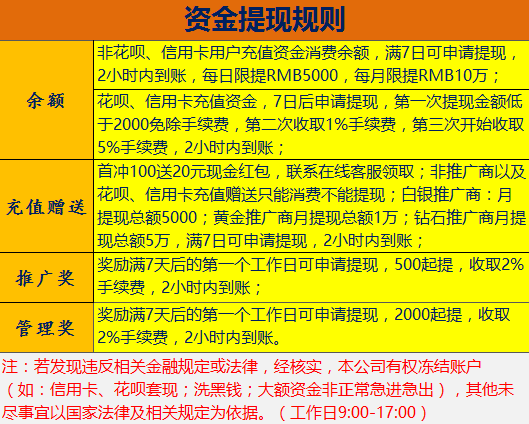 资金提现规则
余额
非花呗、信用卡用户充值资金消费余额，满7日可申请提现，
2小时内到账，每日限提RMB5000，每月限提RMB10万；
花呗、信用卡充值资金，7日后申请提现，第一次提现金额低
于2000免除手续费，第二次收取1%手续费，第三次开始收取
5%手续费，2小时内到账；
充值赠送
首冲100送20元现金红包，联系在线客服领取；非推广商以及
花呗、信用卡充值赠送只能消费不能提现；白银推广商：月
提现总额5000；黄金推广商月提现总额1万；钻石推广商月提
现总额5万，满7日可申请提现，2小时内到账；
推广奖
奖励满7天后的第一个工作日可申请提现，500起提，收取2%
手续费，2小时内到账；
管理奖
奖励满7天后的第一个工作日可申请提现，2000起提，收取
2%手续费，2小时内到账。
注：若发现违反相关金融规定或法律，经核实，本公司有权冻结账户
（如：信用卡、花呗套现；洗黑钱；大额资金非正常急进急出），其他未
尽事宜以国家法律及相关规定为依据。（工作日9:00-17:00）